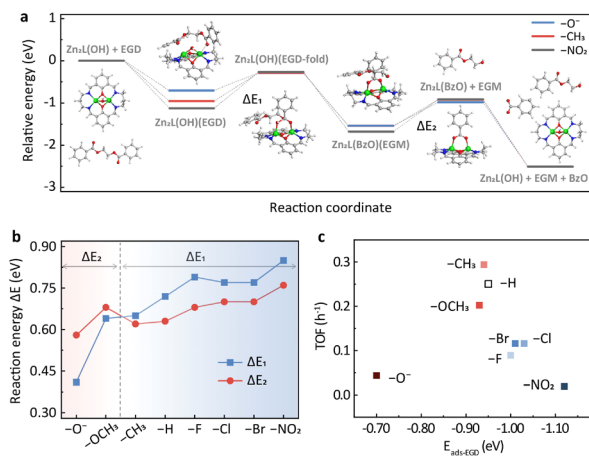 a
−O⁻
−CH₃
−NO₂
Relative energy (eV)
1
0
-1
-2
-3
Zn₂L(OH) + EGD
Zn₂L(OH)(EGD)
Zn₂L(OH)(EGD-fold)
ΔE₁
Zn₂L(BzO)(EGM)
Zn₂L(BzO) + EGM
ΔE₂
Zn₂L(OH) + EGM + BzO
Reaction coordinate
b
Reaction energy ΔE (eV)
0.90
0.75
0.60
0.45
0.30
ΔE₂
ΔE₁
ΔE₁
ΔE₂
−O⁻
−OCH₃
−CH₃
−H
−F
−Cl
−Br
−NO₂
c
TOF (h⁻¹)
0.3
0.2
0.1
0.0
−CH₃
−H
−OCH₃
−Br
−Cl
−F
−O⁻
−NO₂
-0.70
-0.80
-0.90
-1.00
-1.10
E_ads-EGD (eV)